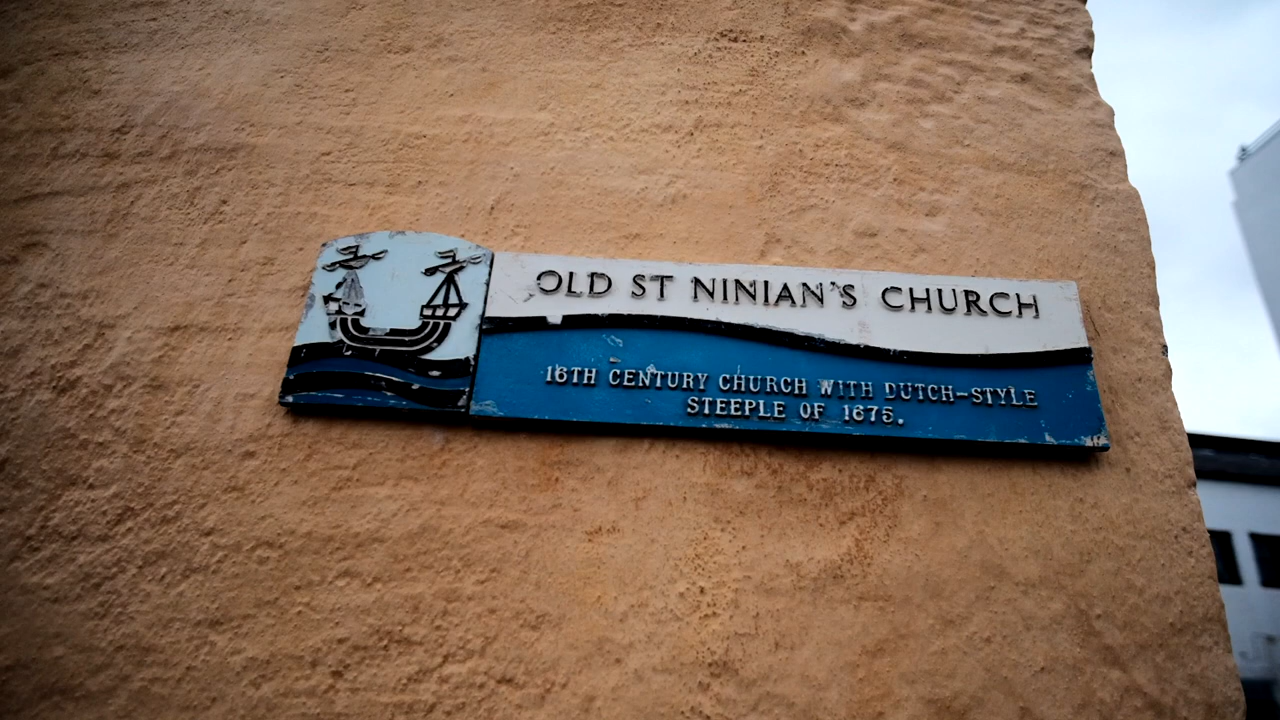 OLD ST NINIAN'S CHURCH
16TH CENTURY CHURCH WITH DUTCH-STYLE
STEEPLE OF 1675.